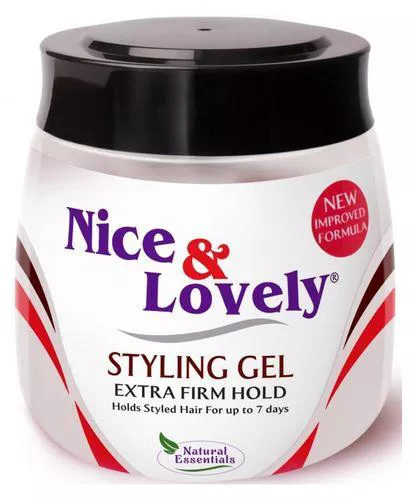 NEW
IMPROVED
FORMULA
Nice &
Lovely®
STYLING GEL
EXTRA FIRM HOLD
Holds Styled Hair For up to 7 days
Natural
Essentials